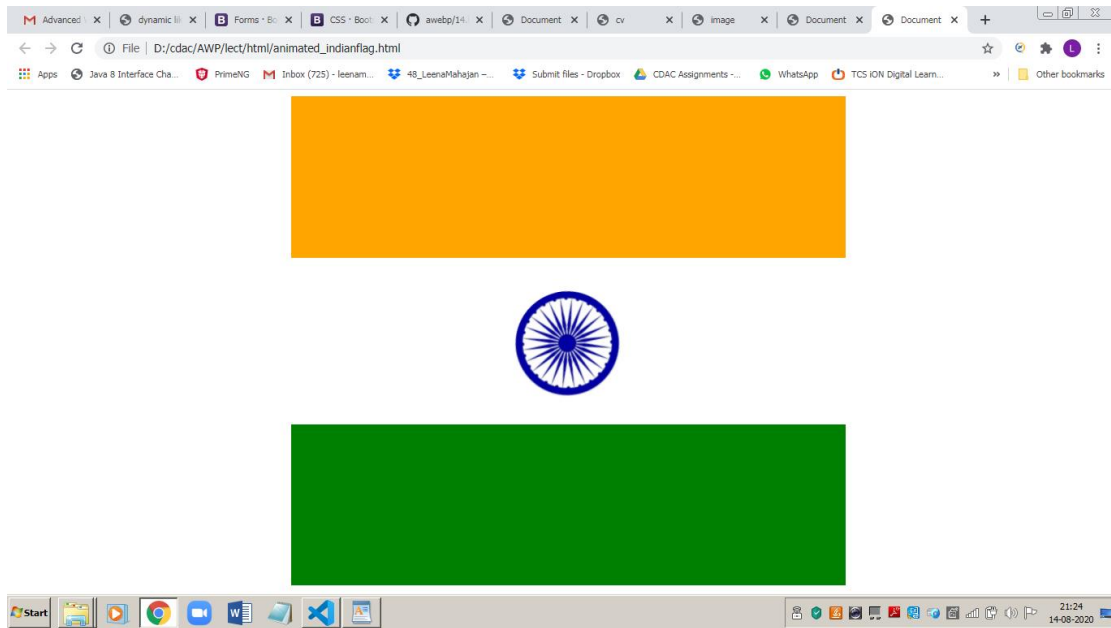 Advanced dynamic li Forms · Bo CSS · Boot awebp/14. Document cv image Document Document
File D:/cdac/AWP/lect/html/animated_indianflag.html
Apps Java 8 Interface Cha... PrimeNG Inbox (725) - leenam... 48_LeenaMahajan –... Submit files - Dropbox CDAC Assignments -... WhatsApp TCS iON Digital Learn... » Other bookmarks
L
Start
21:24
14-08-2020